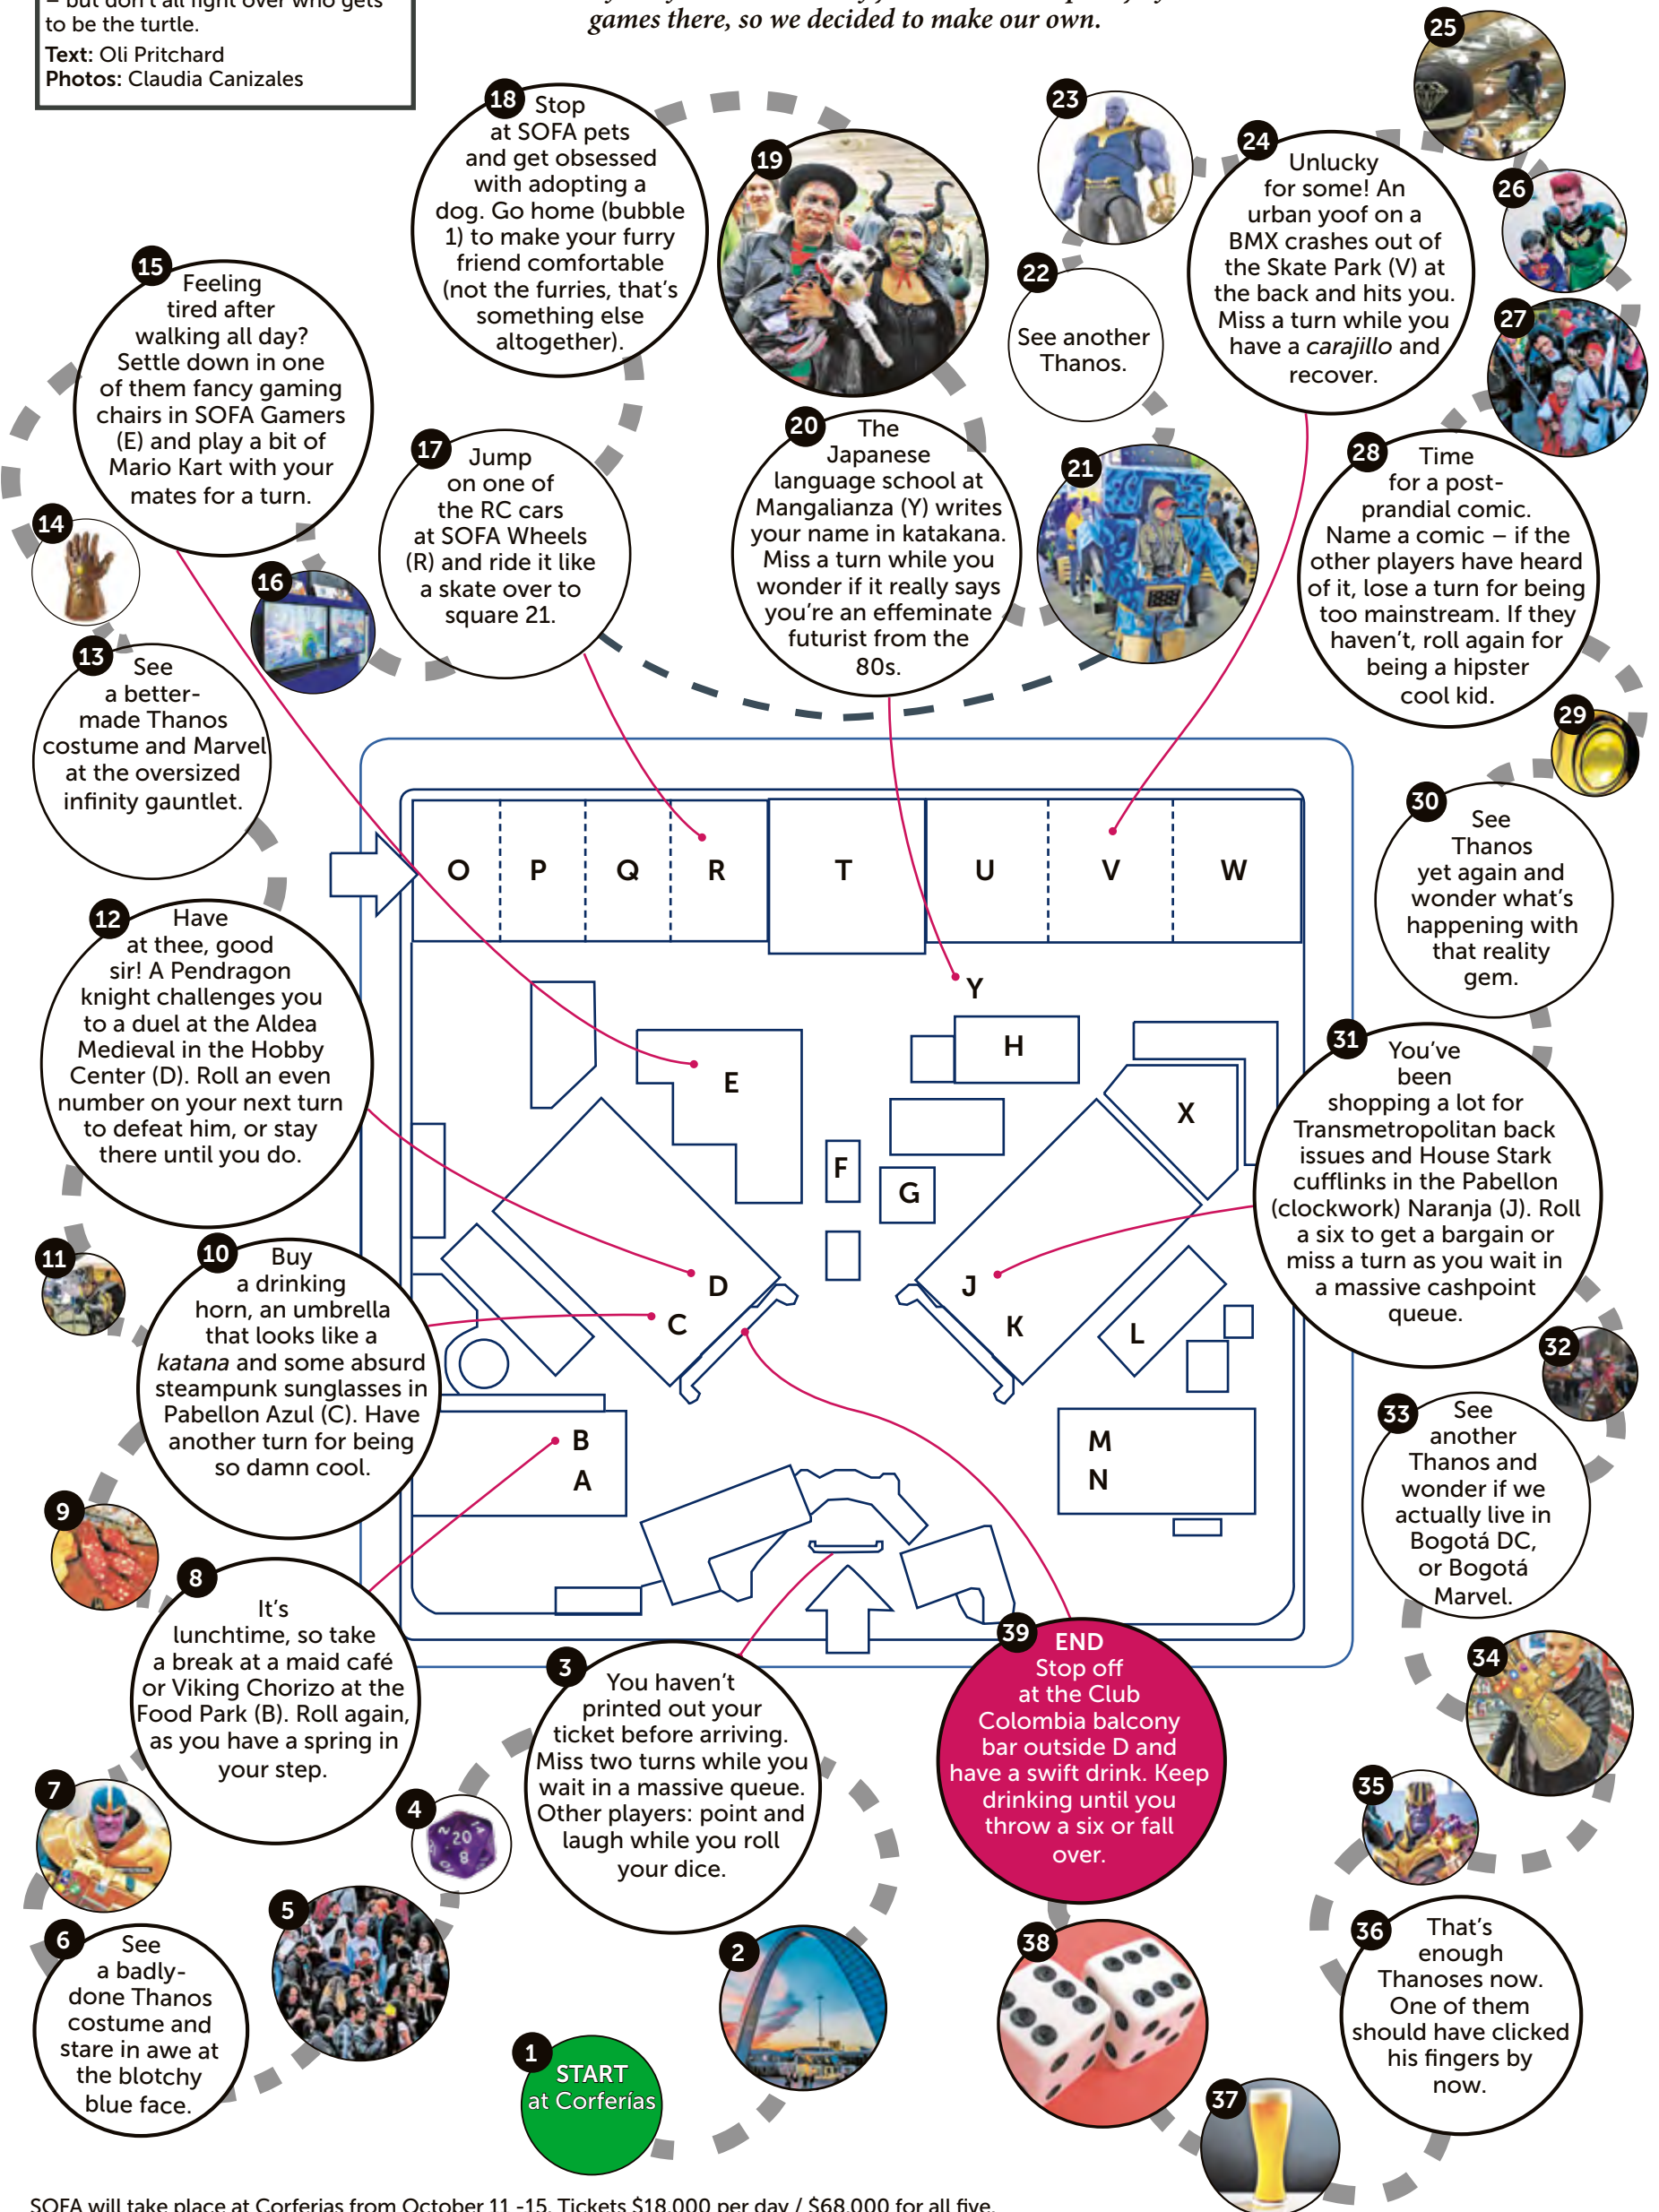 – but don't all fight over who gets
to be the turtle.
Text: Oli Pritchard
Photos: Claudia Canizales
games there, so we decided to make our own.
1
START
at Corferías
2
3
You haven't
printed out your
ticket before arriving.
Miss two turns while you
wait in a massive queue.
Other players: point and
laugh while you roll
your dice.
4
20
8
5
6
See
a badly-
done Thanos
costume and
stare in awe at
the blotchy
blue face.
7
8
It's
lunchtime, so take
a break at a maid café
or Viking Chorizo at the
Food Park (B). Roll again,
as you have a spring in
your step.
9
10
Buy
a drinking
horn, an umbrella
that looks like a
katana and some absurd
steampunk sunglasses in
Pabellon Azul (C). Have
another turn for being
so damn cool.
11
12
Have
at thee, good
sir! A Pendragon
knight challenges you
to a duel at the Aldea
Medieval in the Hobby
Center (D). Roll an even
number on your next turn
to defeat him, or stay
there until you do.
13
See
a better-
made Thanos
costume and Marvel
at the oversized
infinity gauntlet.
14
15
Feeling
tired after
walking all day?
Settle down in one
of them fancy gaming
chairs in SOFA Gamers
(E) and play a bit of
Mario Kart with your
mates for a turn.
16
17
Jump
on one of
the RC cars
at SOFA Wheels
(R) and ride it like
a skate over to
square 21.
18
Stop
at SOFA pets
and get obsessed
with adopting a
dog. Go home (bubble
1) to make your furry
friend comfortable
(not the furries, that's
something else
altogether).
19
20
The
Japanese
language school at
Mangalianza (Y) writes
your name in katakana.
Miss a turn while you
wonder if it really says
you're an effeminate
futurist from the
80s.
21
22
See another
Thanos.
23
24
Unlucky
for some! An
urban yoof on a
BMX crashes out of
the Skate Park (V) at
the back and hits you.
Miss a turn while you
have a carajillo and
recover.
25
26
27
28
Time
for a post-
prandial comic.
Name a comic – if the
other players have heard
of it, lose a turn for being
too mainstream. If they
haven't, roll again for
being a hipster
cool kid.
29
30
See
Thanos
yet again and
wonder what's
happening with
that reality
gem.
31
You've
been
shopping a lot for
Transmetropolitan back
issues and House Stark
cufflinks in the Pabellon
(clockwork) Naranja (J). Roll
a six to get a bargain or
miss a turn as you wait in
a massive cashpoint
queue.
32
33
See
another
Thanos and
wonder if we
actually live in
Bogotá DC,
or Bogotá
Marvel.
34
35
36
That's
enough
Thanoses now.
One of them
should have clicked
his fingers by
now.
37
38
39
END
Stop off
at the Club
Colombia balcony
bar outside D and
have a swift drink. Keep
drinking until you
throw a six or fall
over.
O P Q R T U V W
Y
H
E
X
F
G
D
J
C
K
L
B
M
A
N
SOFA will take place at Corferias from October 11 -15. Tickets $18,000 per day / $68,000 for all five.